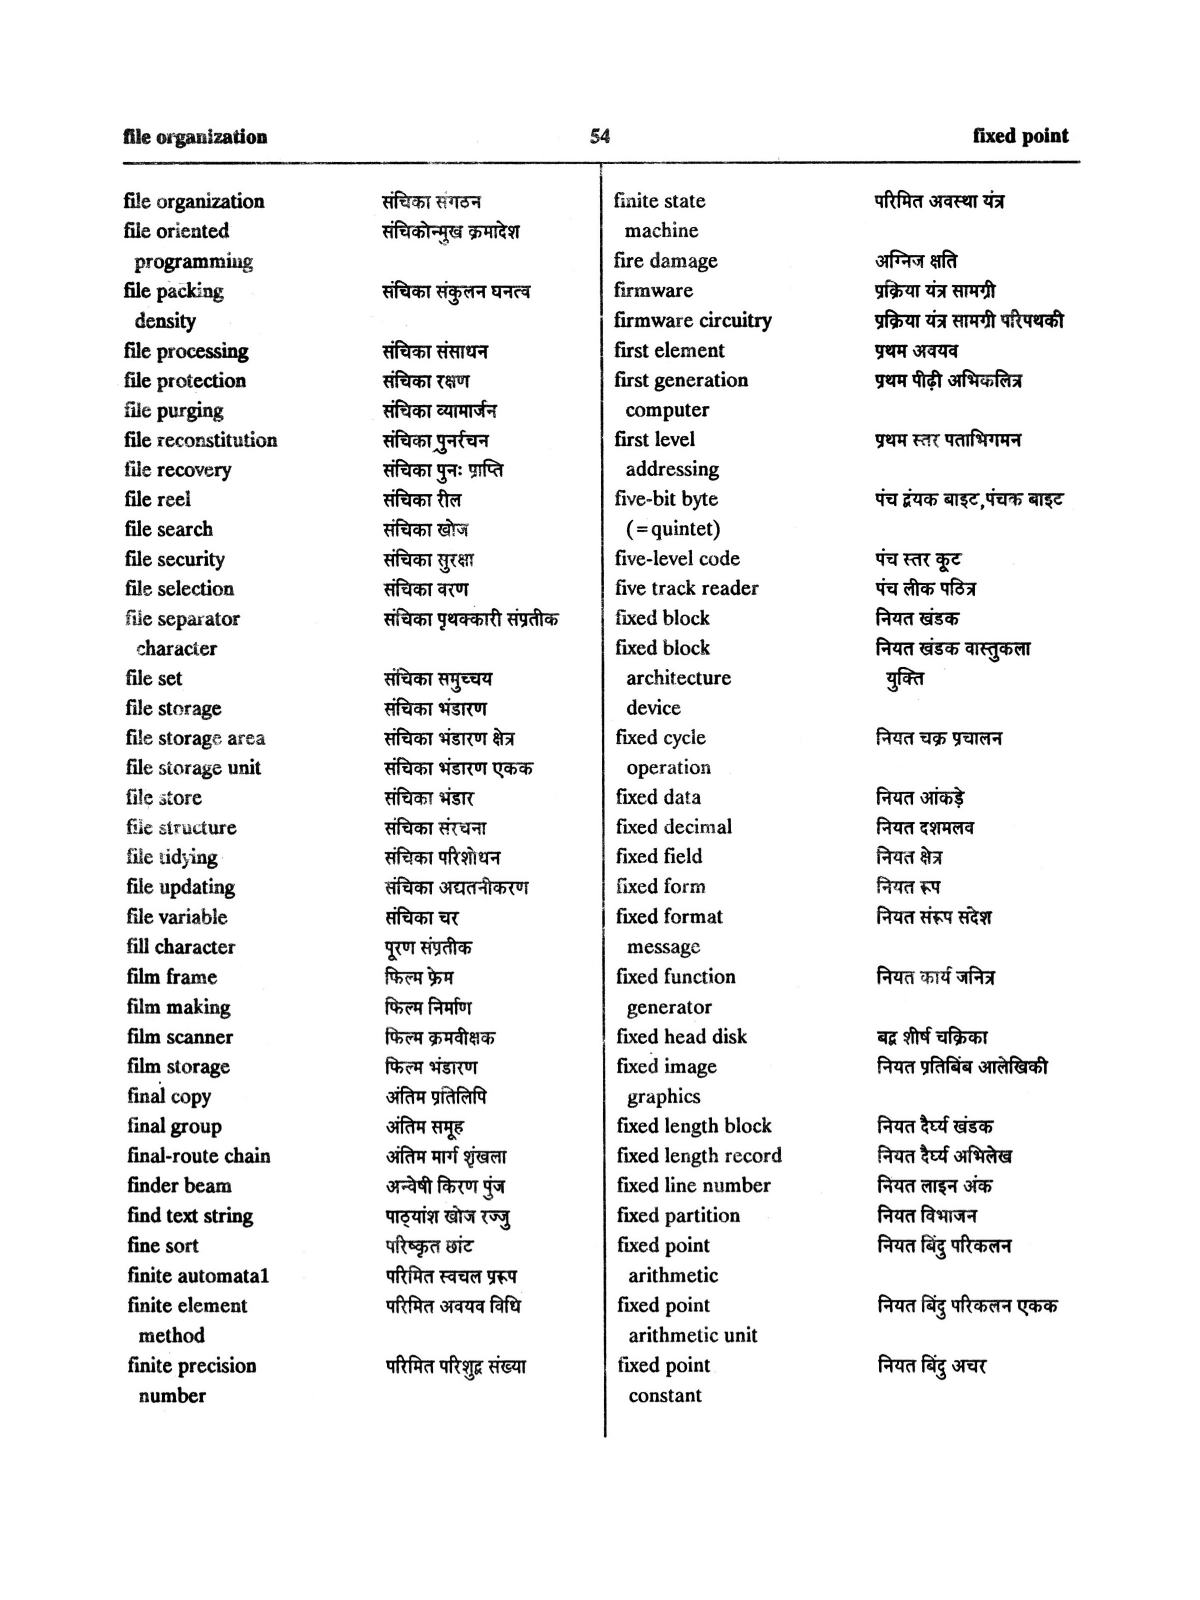 file organization 54 fixed point
file organization संचिका संगठन
file oriented संचिकोन्मुख क्रमादेश
programming
file packing संचिका संकुलन घनत्व
density
file processing संचिका संसाधन
file protection संचिका रक्षण
file purging संचिका व्यामार्जन
file reconstitution संचिका पुनर्रचन
file recovery संचिका पुनः प्राप्ति
file reel संचिका रील
file search संचिका खोज
file security संचिका सुरक्षा
file selection संचिका वरण
file separator संचिका पृथक्कारी संप्रतीक
character
file set संचिका समुच्चय
file storage संचिका भंडारण
file storage area संचिका भंडारण क्षेत्र
file storage unit संचिका भंडारण एकक
file store संचिका भंडार
file structure संचिका संरचना
file tidying संचिका परिशोधन
file updating संचिका अद्यतनीकरण
file variable संचिका चर
fill character पूरण संप्रतीक
film frame फिल्म फ्रेम
film making फिल्म निर्माण
film scanner फिल्म क्रमवीक्षक
film storage फिल्म भंडारण
final copy अंतिम प्रतिलिपि
final group अंतिम समूह
final-route chain अंतिम मार्ग शृंखला
finder beam अन्वेषी किरण पुंज
find text string पाठ्यांश खोज रज्जु
fine sort परिष्कृत छांट
finite automata1 परिमित स्वचल प्ररूप
finite element परिमित अवयव विधि
method
finite precision परिमित परिशुद्ध संख्या
number
finite state परिमित अवस्था यंत्र
machine
fire damage अग्निज क्षति
firmware प्रक्रिया यंत्र सामग्री
firmware circuitry प्रक्रिया यंत्र सामग्री परिपथकी
first element प्रथम अवयव
first generation प्रथम पीढ़ी अभिकलित्र
computer
first level प्रथम स्तर पताभिगमन
addressing
five-bit byte पंच द्वंयक बाइट,पंचक बाइट
(=quintet)
five-level code पंच स्तर कूट
five track reader पंच लीक पठित्र
fixed block नियत खंडक
fixed block नियत खंडक वास्तुकला
architecture युक्ति
device
fixed cycle नियत चक्र प्रचालन
operation
fixed data नियत आंकड़े
fixed decimal नियत दशमलव
fixed field नियत क्षेत्र
fixed form नियत रूप
fixed format नियत संरूप संदेश
message
fixed function नियत कार्य जनित्र
generator
fixed head disk बद्ध शीर्ष चक्रिका
fixed image नियत प्रतिबिंब आलेखिकी
graphics
fixed length block नियत दैर्घ्य खंडक
fixed length record नियत दैर्घ्य अभिलेख
fixed line number नियत लाइन अंक
fixed partition नियत विभाजन
fixed point नियत बिंदु परिकलन
arithmetic
fixed point नियत बिंदु परिकलन एकक
arithmetic unit
fixed point नियत बिंदु अचर
constant